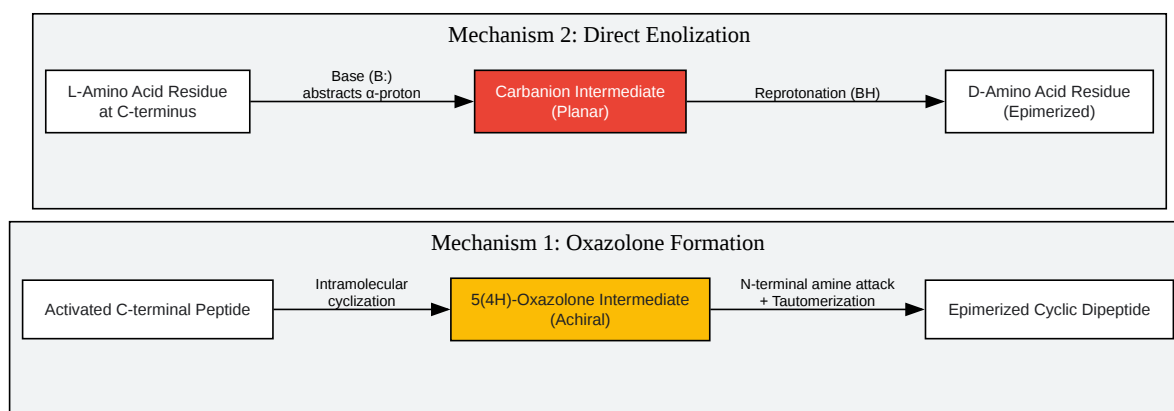 Mechanism 2: Direct Enolization
L-Amino Acid Residue
at C-terminus
Base (B:)
abstracts α-proton
Carbanion Intermediate
(Planar)
Reprotonation (BH)
D-Amino Acid Residue
(Epimerized)
Mechanism 1: Oxazolone Formation
Activated C-terminal Peptide
Intramolecular
cyclization
5(4H)-Oxazolone Intermediate
(Achiral)
N-terminal amine attack
+ Tautomerization
Epimerized Cyclic Dipeptide